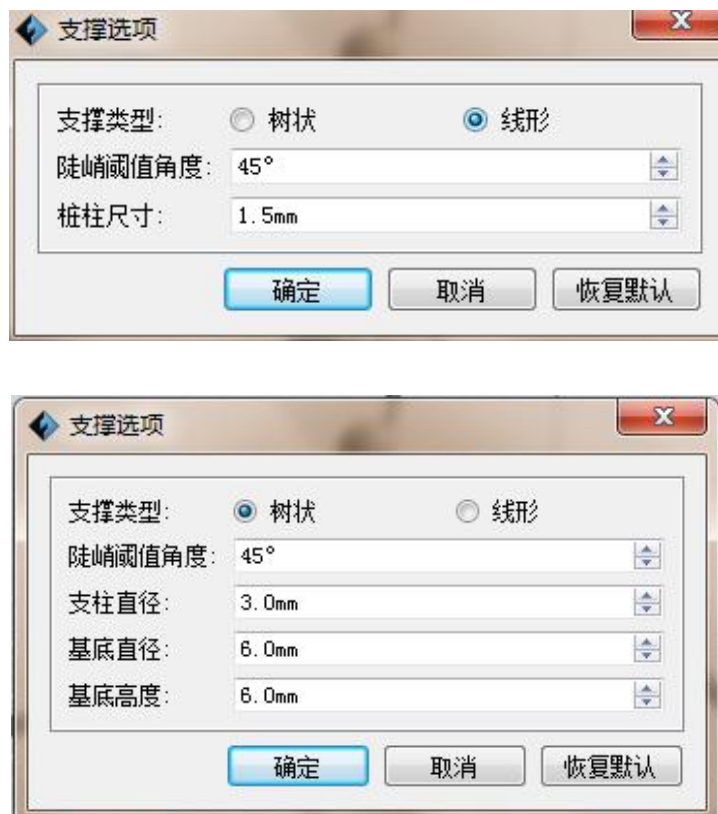 支撑选项
支撑类型: 树状 线形
陡峭阈值角度: 45°
桩柱尺寸: 1.5mm
确定 取消 恢复默认
支撑选项
支撑类型: 树状 线形
陡峭阈值角度: 45°
支柱直径: 3.0mm
基底直径: 6.0mm
基底高度: 6.0mm
确定 取消 恢复默认